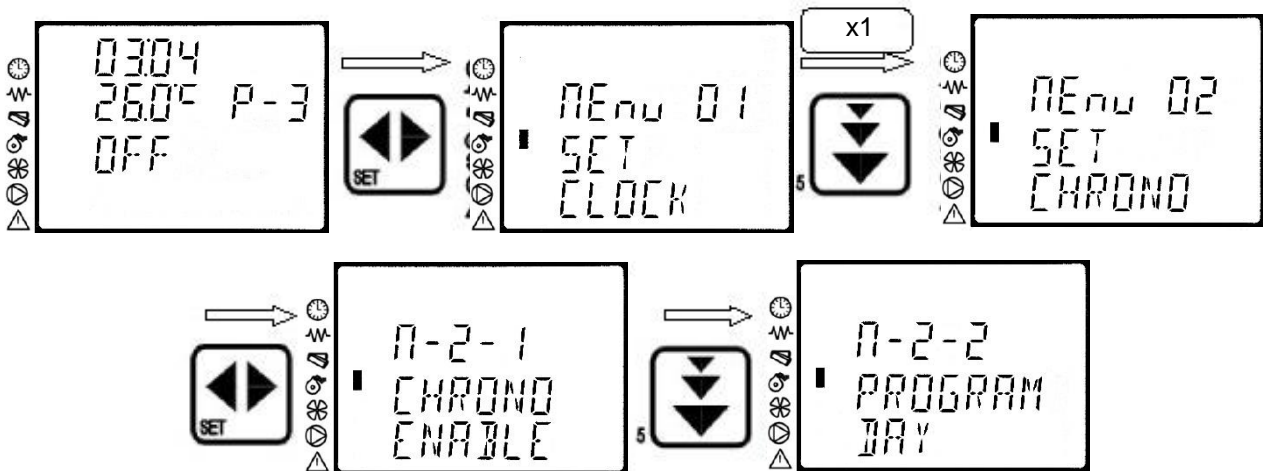 x1
03:04
26.0°C P-3
OFF
SET
MEnu 01
SET
CLOCK
5
MEnu 02
SET
CHRONO
SET
M-2-1
CHRONO
ENABLE
5
M-2-2
PROGRAM
DAY